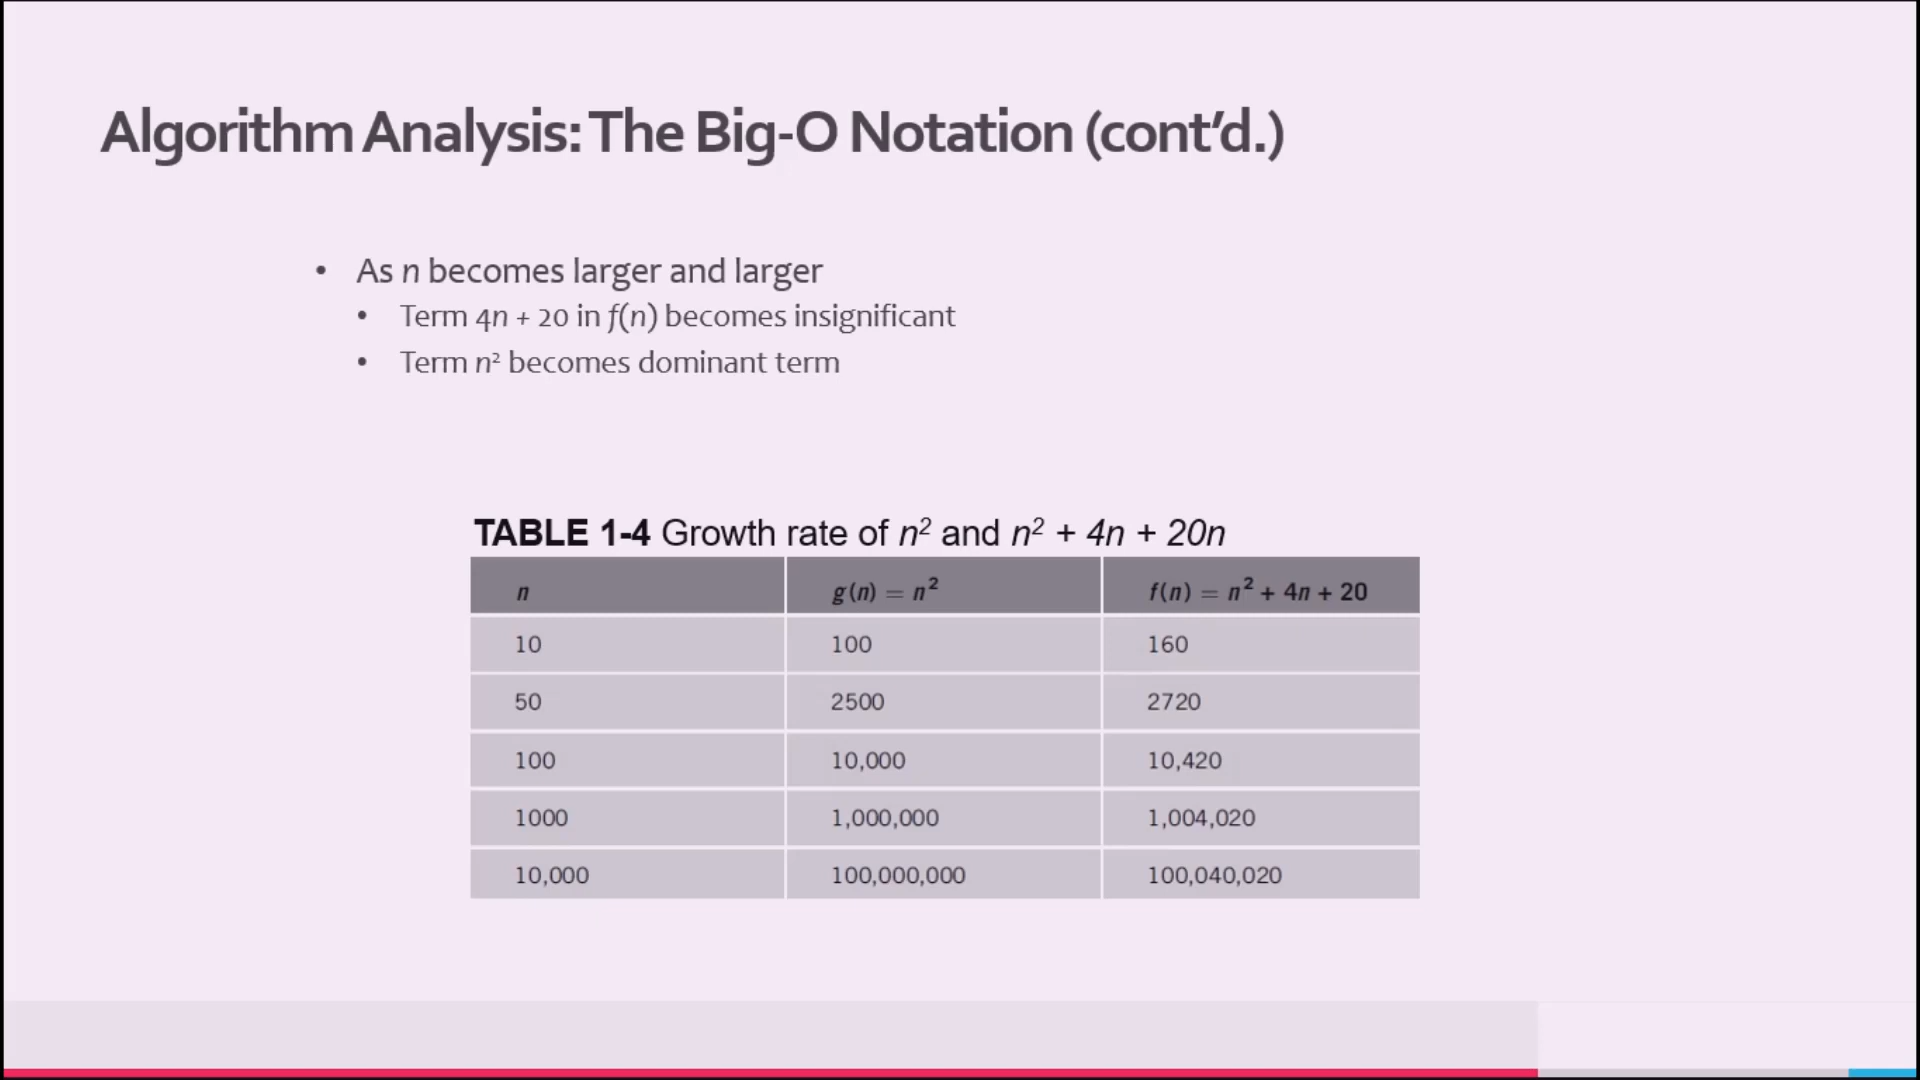 Algorithm Analysis: The Big-O Notation (cont’d.)
• As n becomes larger and larger
• Term 4n + 20 in f(n) becomes insignificant
• Term n² becomes dominant term
TABLE 1-4 Growth rate of n² and n² + 4n + 20n
n g(n) = n² f(n) = n² + 4n + 20
10 100 160
50 2500 2720
100 10,000 10,420
1000 1,000,000 1,004,020
10,000 100,000,000 100,040,020